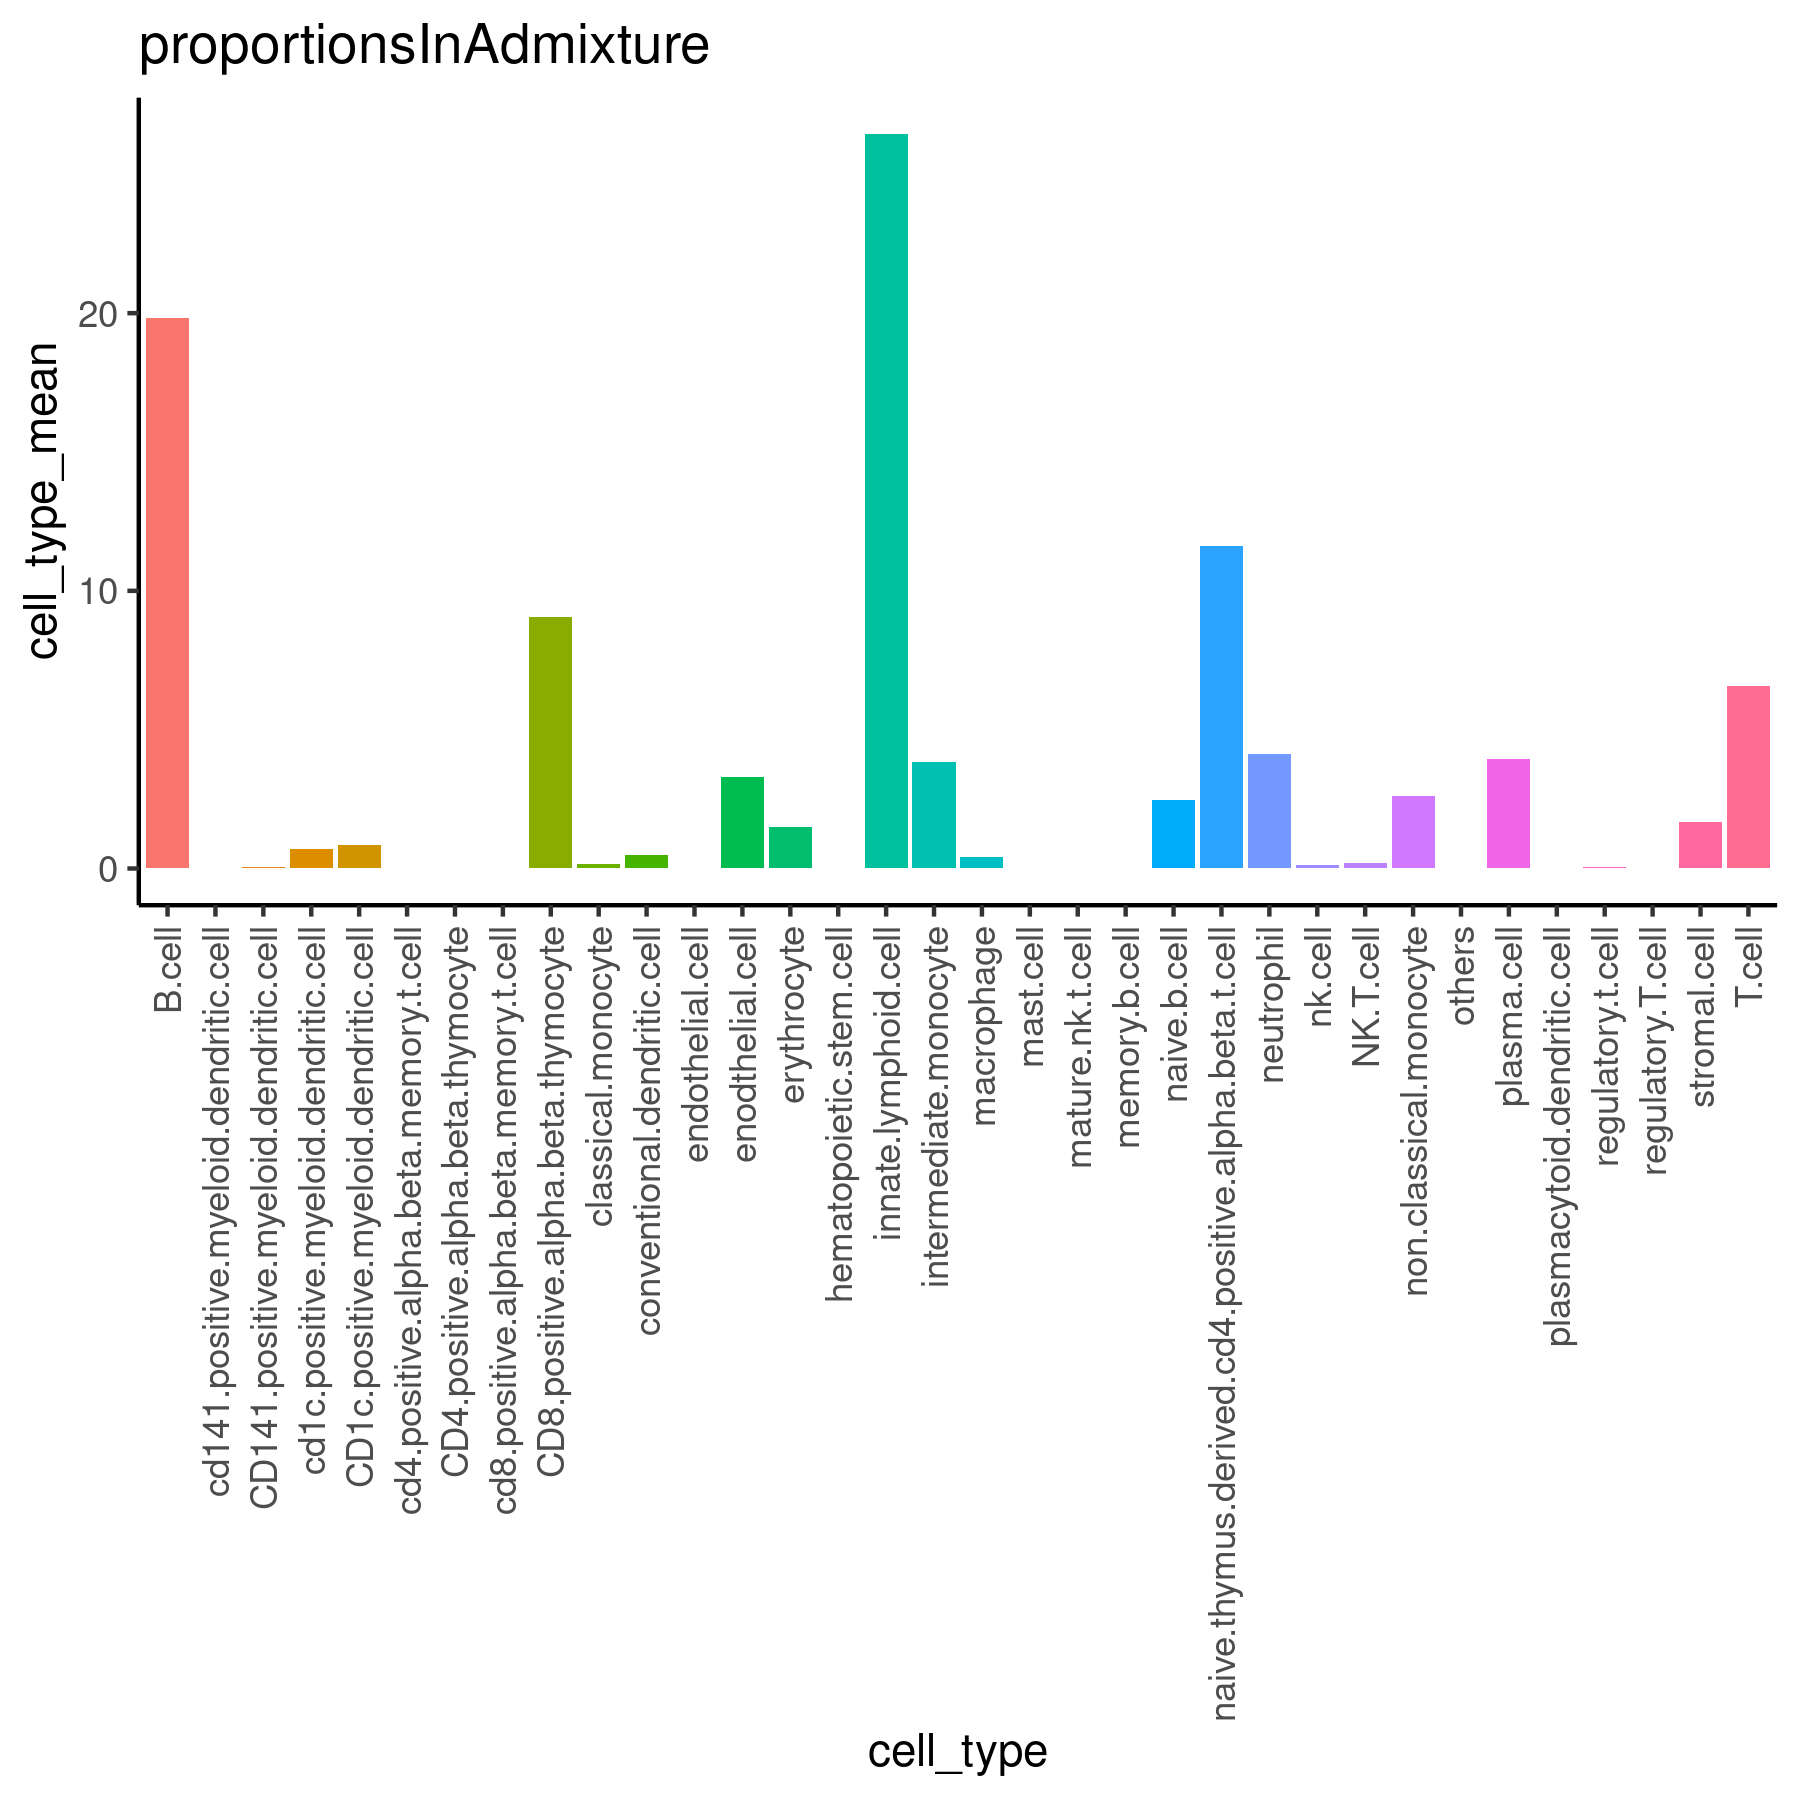 proportionsInAdmixture
cell_type_mean
20
10
0
B.cell
cd141.positive.myeloid.dendritic.cell
CD141.positive.myeloid.dendritic.cell
cd1c.positive.myeloid.dendritic.cell
CD1c.positive.myeloid.dendritic.cell
cd4.positive.alpha.beta.memory.t.cell
CD4.positive.alpha.beta.thymocyte
cd8.positive.alpha.beta.memory.t.cell
CD8.positive.alpha.beta.thymocyte
classical.monocyte
conventional.dendritic.cell
endothelial.cell
enodthelial.cell
erythrocyte
hematopoietic.stem.cell
innate.lymphoid.cell
intermediate.monocyte
macrophage
mast.cell
mature.nk.t.cell
memory.b.cell
naive.b.cell
naive.thymus.derived.cd4.positive.alpha.beta.t.cell
neutrophil
nk.cell
NK.T.cell
non.classical.monocyte
others
plasma.cell
plasmacytoid.dendritic.cell
regulatory.t.cell
regulatory.T.cell
stromal.cell
T.cell
cell_type